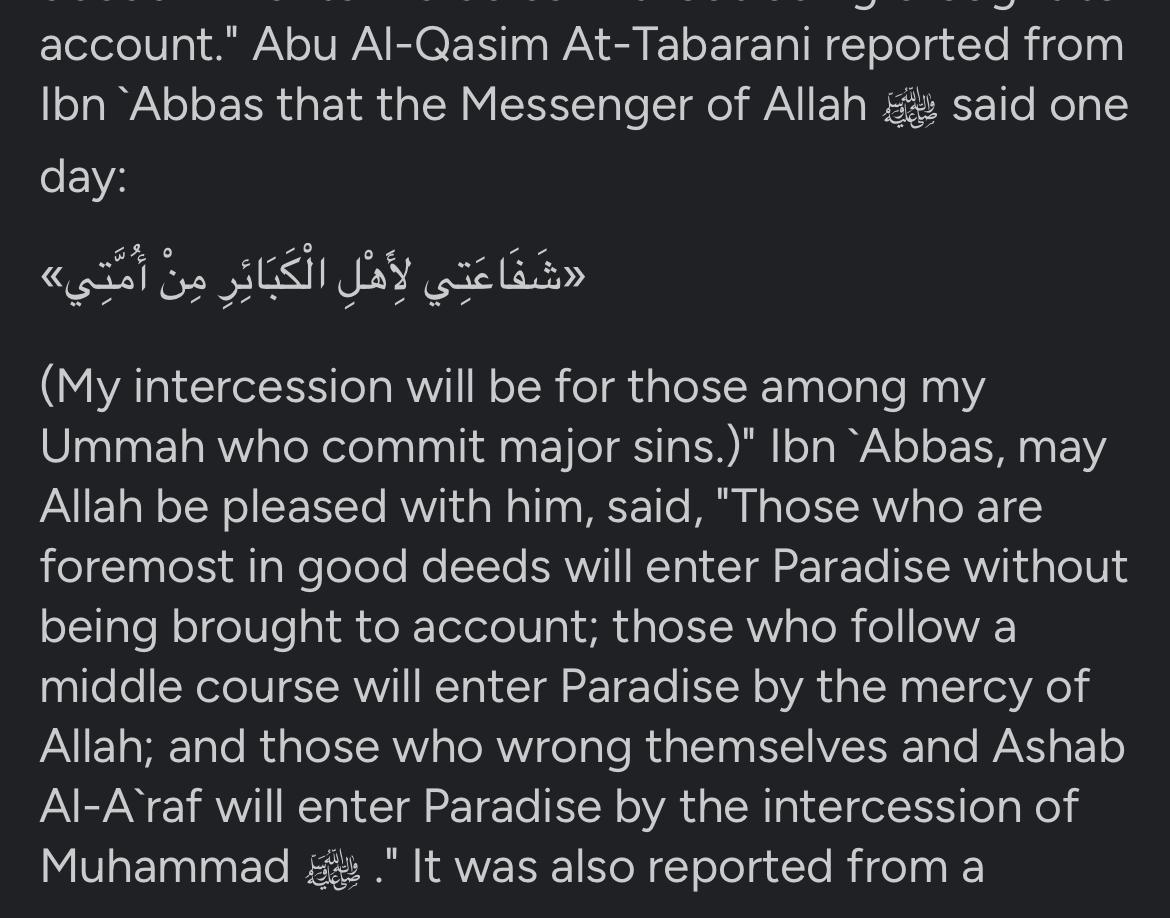 account." Abu Al-Qasim At-Tabarani reported from
Ibn `Abbas that the Messenger of Allah ﷺ said one
day:
«شَفَاعَتِي لِأَهْلِ الْكَبَائِرِ مِنْ أُمَّتِي»
(My intercession will be for those among my
Ummah who commit major sins.)" Ibn `Abbas, may
Allah be pleased with him, said, "Those who are
foremost in good deeds will enter Paradise without
being brought to account; those who follow a
middle course will enter Paradise by the mercy of
Allah; and those who wrong themselves and Ashab
Al-A`raf will enter Paradise by the intercession of
Muhammad ﷺ ." It was also reported from a